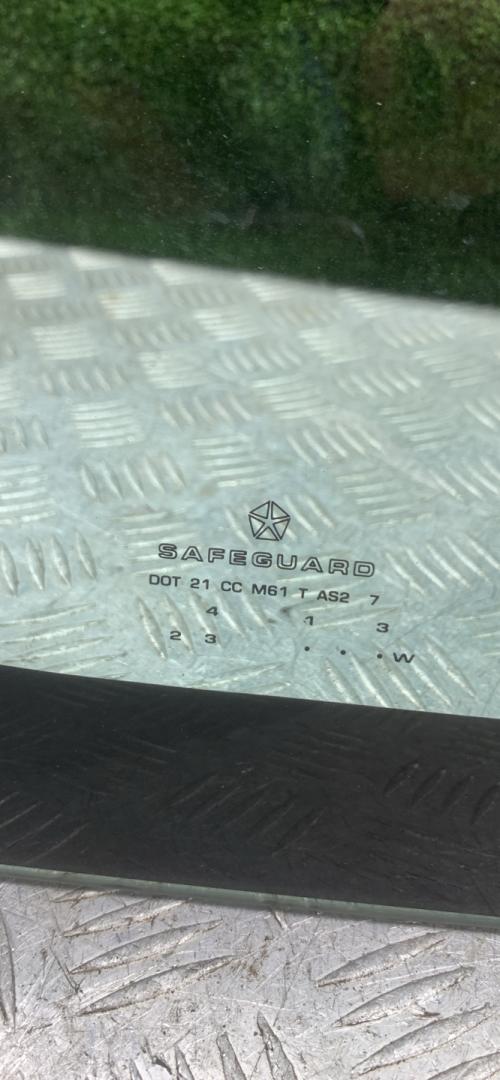 SAFEGUARD
DOT 21 CC M61 T AS2 7
4 1 3
2 3 . . . W